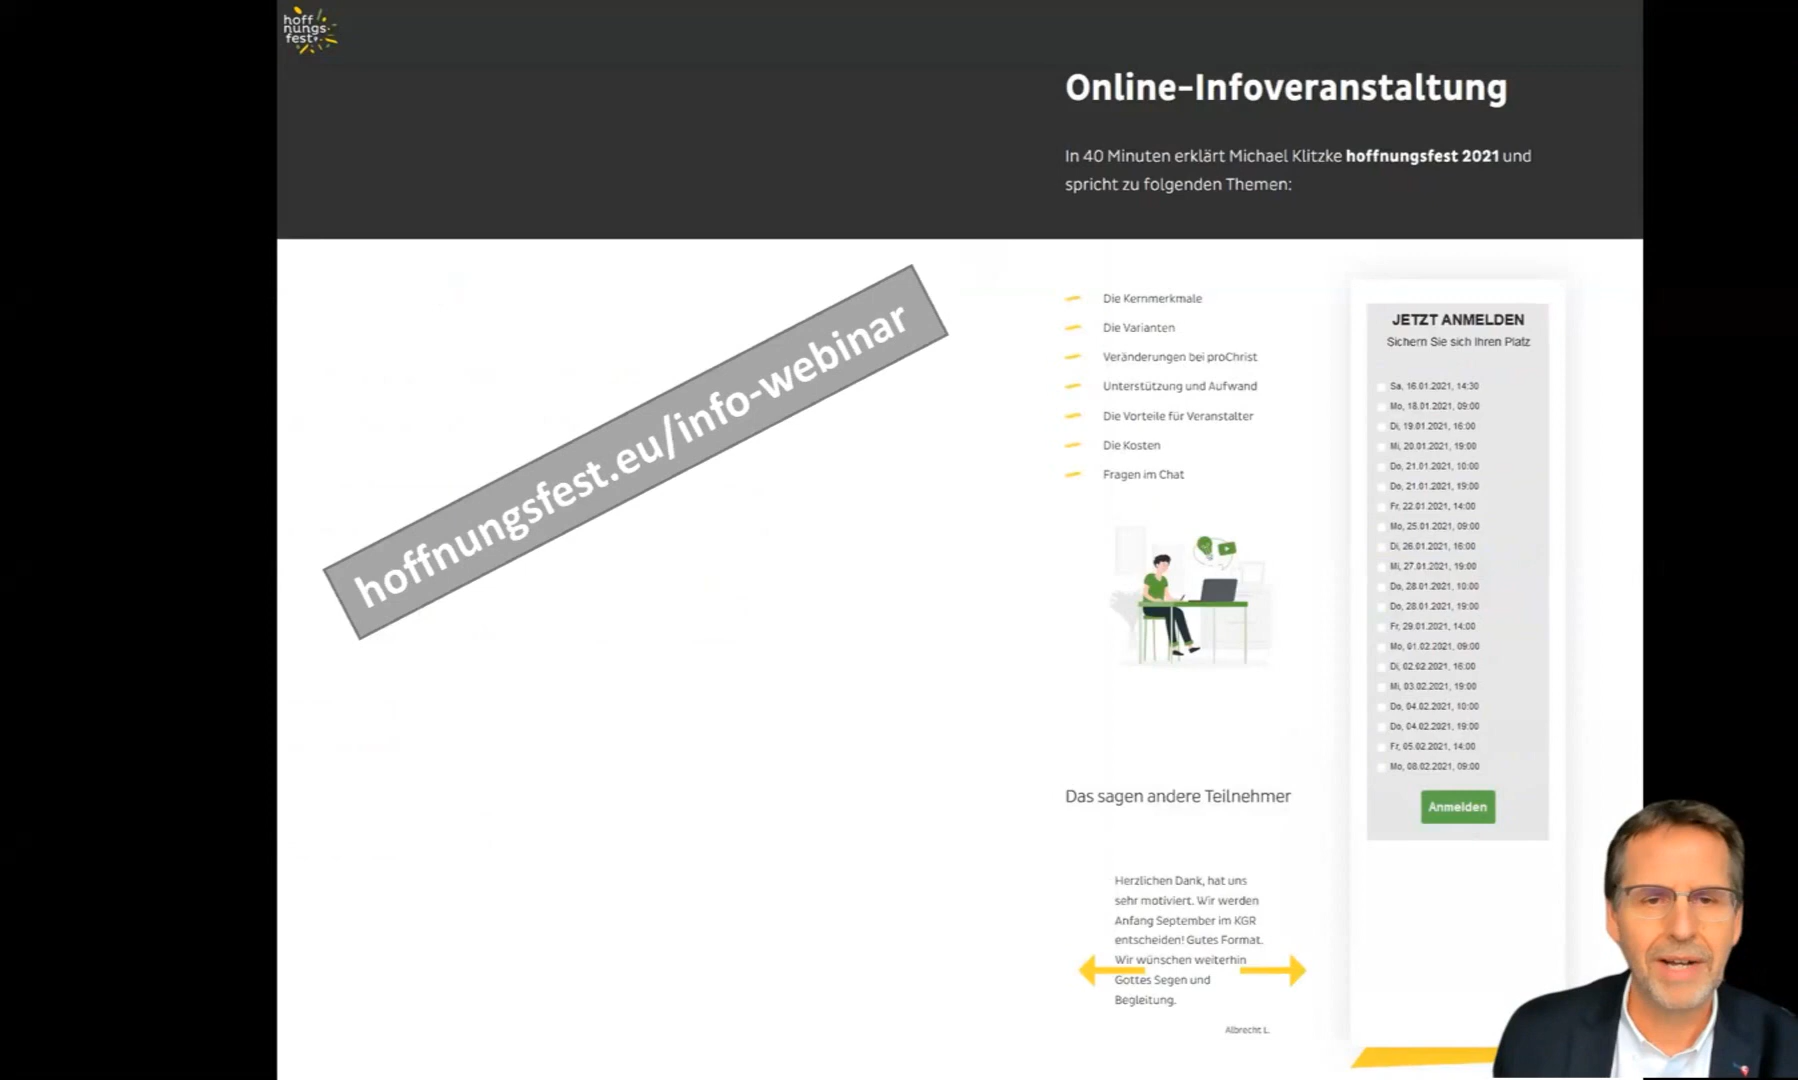 hoff
nungs
fest+
Online-Infoveranstaltung
In 40 Minuten erklärt Michael Klitzke hoffnungsfest 2021 und
spricht zu folgenden Themen:
hoffnungsfest.eu/info-webinar
Die Kernmerkmale
Die Varianten
Veränderungen bei proChrist
Unterstützung und Aufwand
Die Vorteile für Veranstalter
Die Kosten
Fragen im Chat
JETZT ANMELDEN
Sichern Sie sich Ihren Platz
Sa, 16.01.2021, 14:30
Mo, 18.01.2021, 09:00
Di, 19.01.2021, 16:00
Mi, 20.01.2021, 19:00
Do, 21.01.2021, 10:00
Do, 21.01.2021, 19:00
Fr, 22.01.2021, 14:00
Mo, 25.01.2021, 09:00
Di, 26.01.2021, 16:00
Mi, 27.01.2021, 19:00
Do, 28.01.2021, 10:00
Do, 28.01.2021, 19:00
Fr, 29.01.2021, 14:00
Mo, 01.02.2021, 09:00
Di, 02.02.2021, 16:00
Mi, 03.02.2021, 19:00
Do, 04.02.2021, 10:00
Do, 04.02.2021, 19:00
Fr, 05.02.2021, 14:00
Mo, 08.02.2021, 09:00
Anmelden
Das sagen andere Teilnehmer
Herzlichen Dank, hat uns
sehr motiviert. Wir werden
Anfang September im KGR
entscheiden! Gutes Format.
Wir wünschen weiterhin
Gottes Segen und
Begleitung.
Albrecht L.